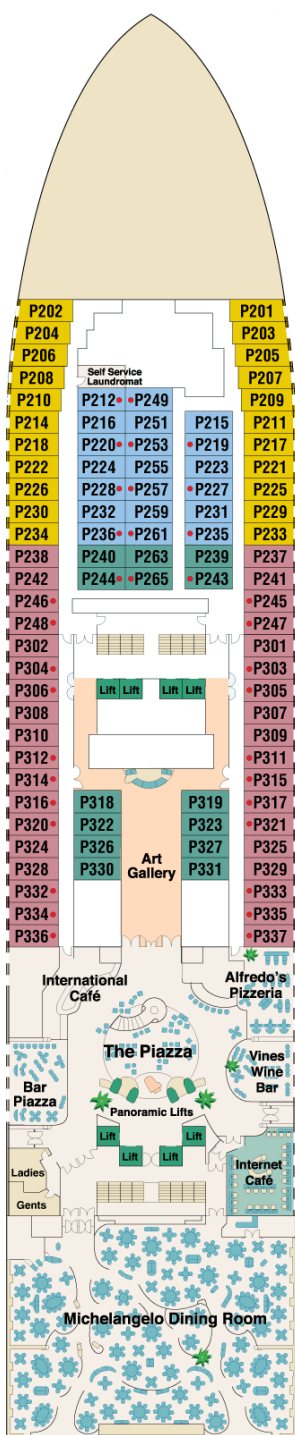 P202 P201
P204 P203
P206 P205
P208 Self Service P207
Laundromat
P210 P212 P249 P209
P214 P216 P251 P215 P211
P218 P220 P253 P219 P217
P222 P224 P255 P223 P221
P226 P228 P257 P227 P225
P230 P232 P259 P231 P229
P234 P236 P261 P235 P233
P238 P240 P263 P239 P237
P242 P244 P265 P243 P241
P246 P245
P248 P247
P302 P301
P304 P303
P306 Lift Lift Lift Lift P305
P308 P307
P310 P309
P312 P311
P314 P315
P316 P318 P319 P317
P320 P322 P323 P321
P324 P326 P327 P325
P328 P330 P331 P329
Art
Gallery
P332 P333
P334 P335
P336 P337
International
Café
Alfredo's
Pizzeria
The Piazza
Vines
Wine
Bar
Bar
Piazza
Panoramic Lifts
Lift Lift
Lift Lift
Ladies
Gents
Internet
Café
Michelangelo Dining Room